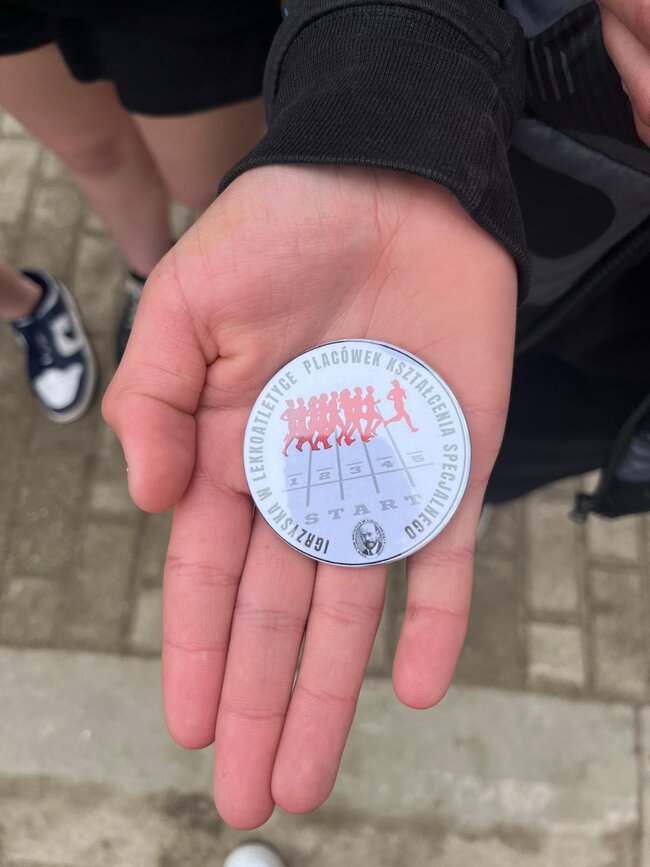 IGRZYSKA W LEKKOATLETYCE PLACÓWEK KSZTAŁCENIA SPECJALNEGO
1 2 3 4 5
START